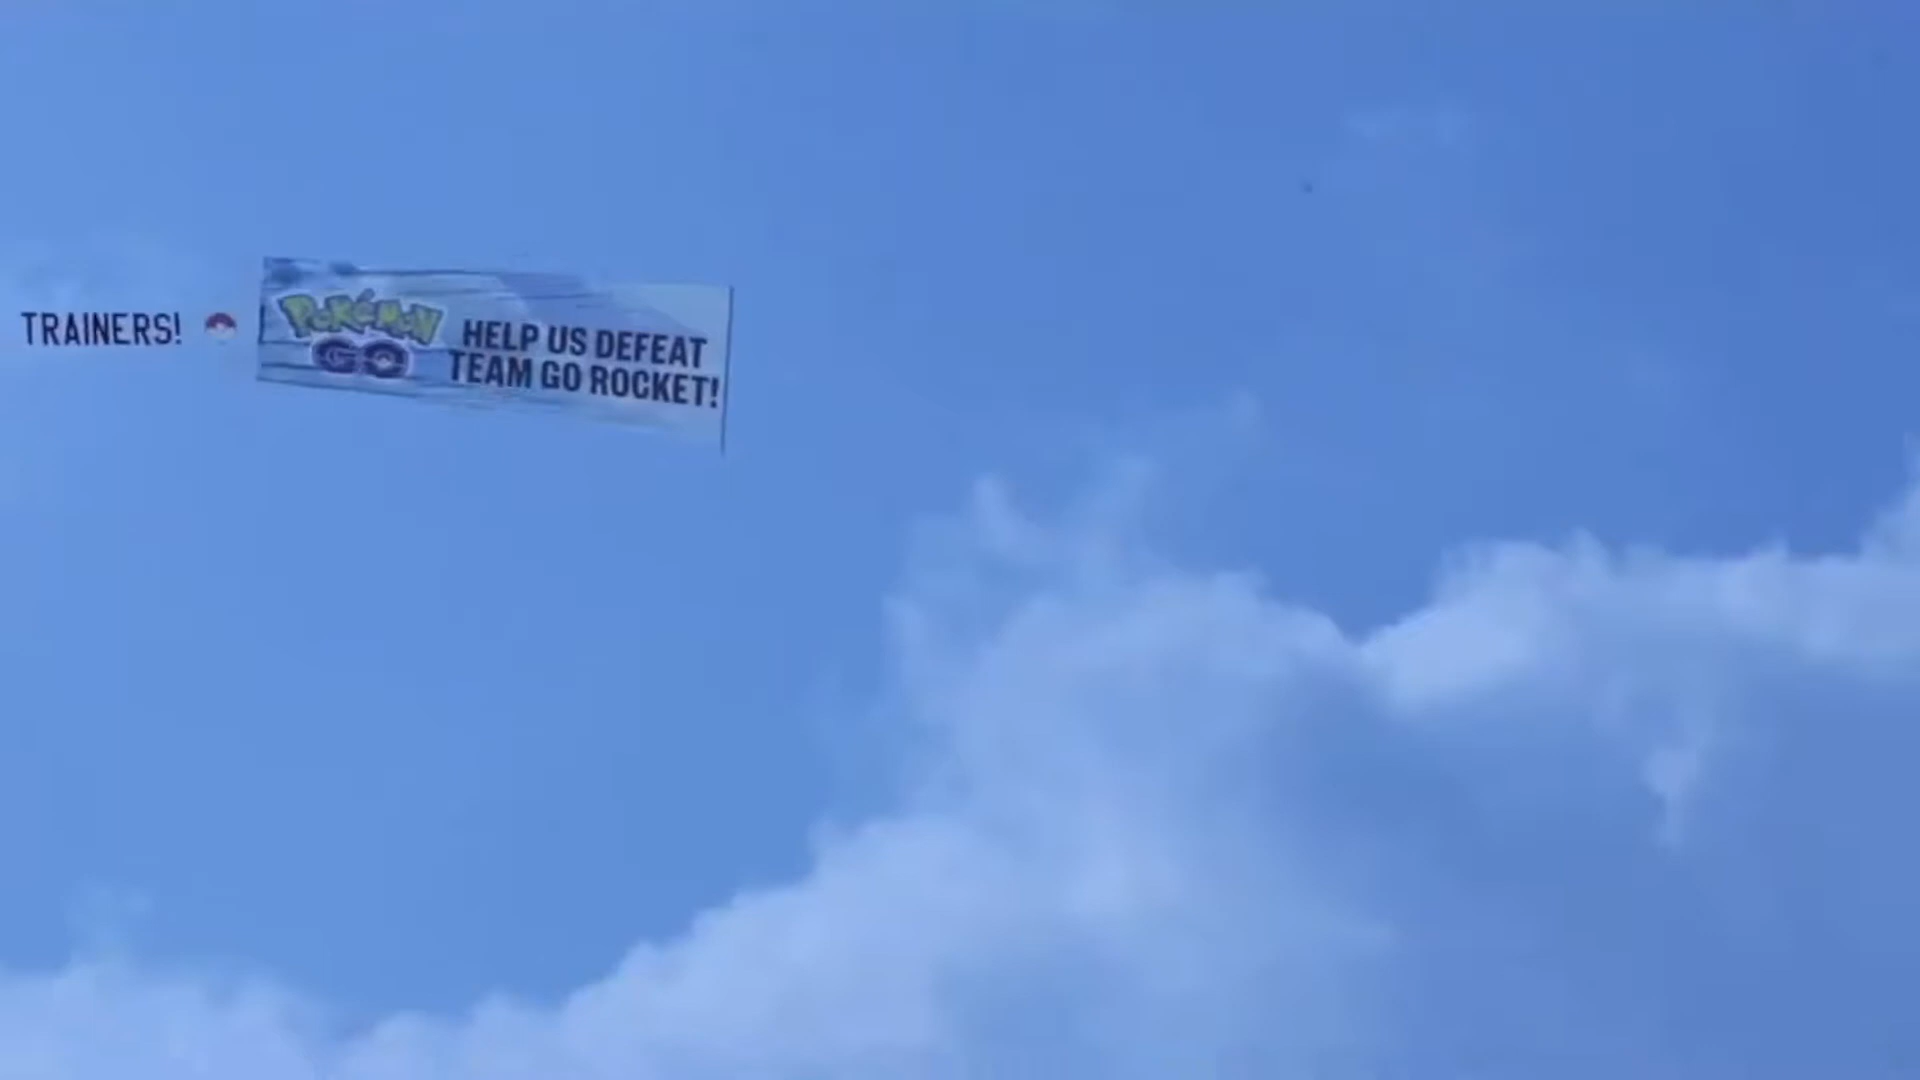 TRAINERS!
POKÉMON
GO
HELP US DEFEAT
TEAM GO ROCKET!